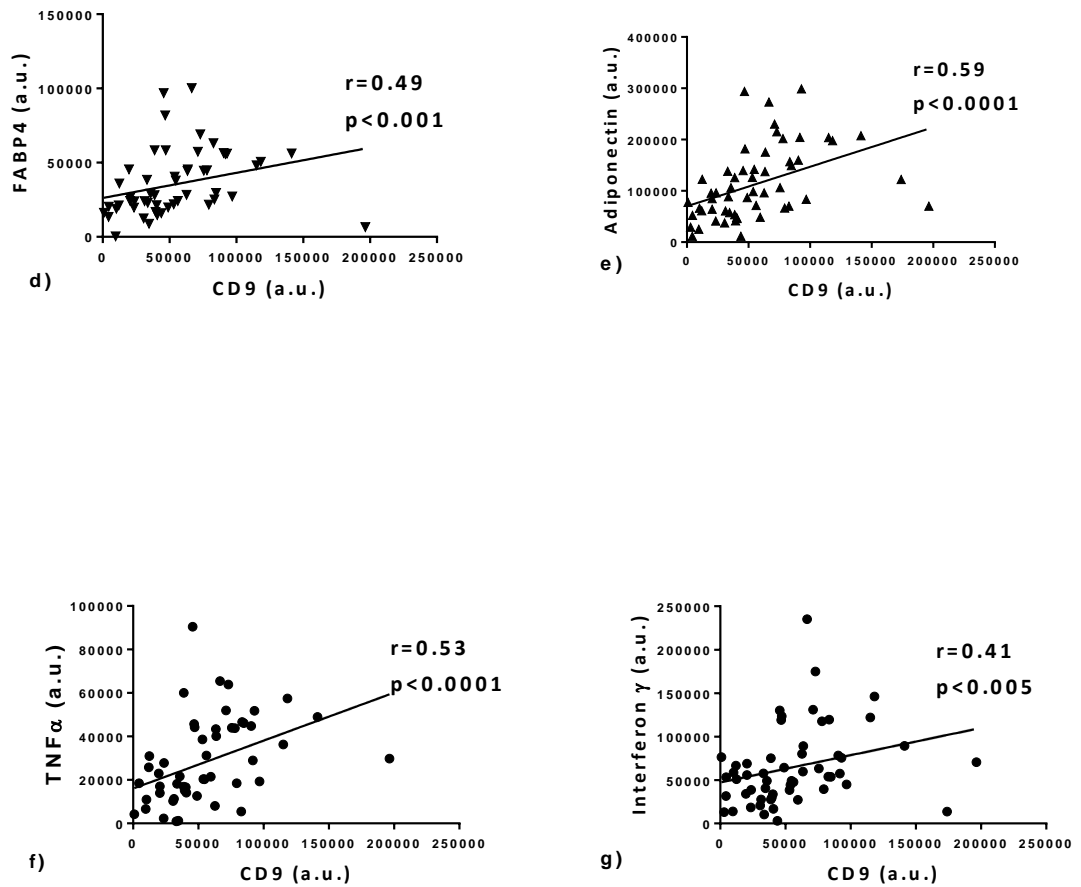 150000
100000
50000
0
FABP4 (a.u.)
r=0.49
p<0.001
0 50000 100000 150000 200000 250000
CD9 (a.u.)
d)
400000
300000
200000
100000
0
Adiponectin (a.u.)
r=0.59
p<0.0001
0 50000 100000 150000 200000 250000
CD9 (a.u.)
e)
100000
80000
60000
40000
20000
0
TNFα (a.u.)
r=0.53
p<0.0001
0 50000 100000 150000 200000 250000
CD9 (a.u.)
f)
250000
200000
150000
100000
50000
0
Interferon γ (a.u.)
r=0.41
p<0.005
0 50000 100000 150000 200000 250000
CD9 (a.u.)
g)